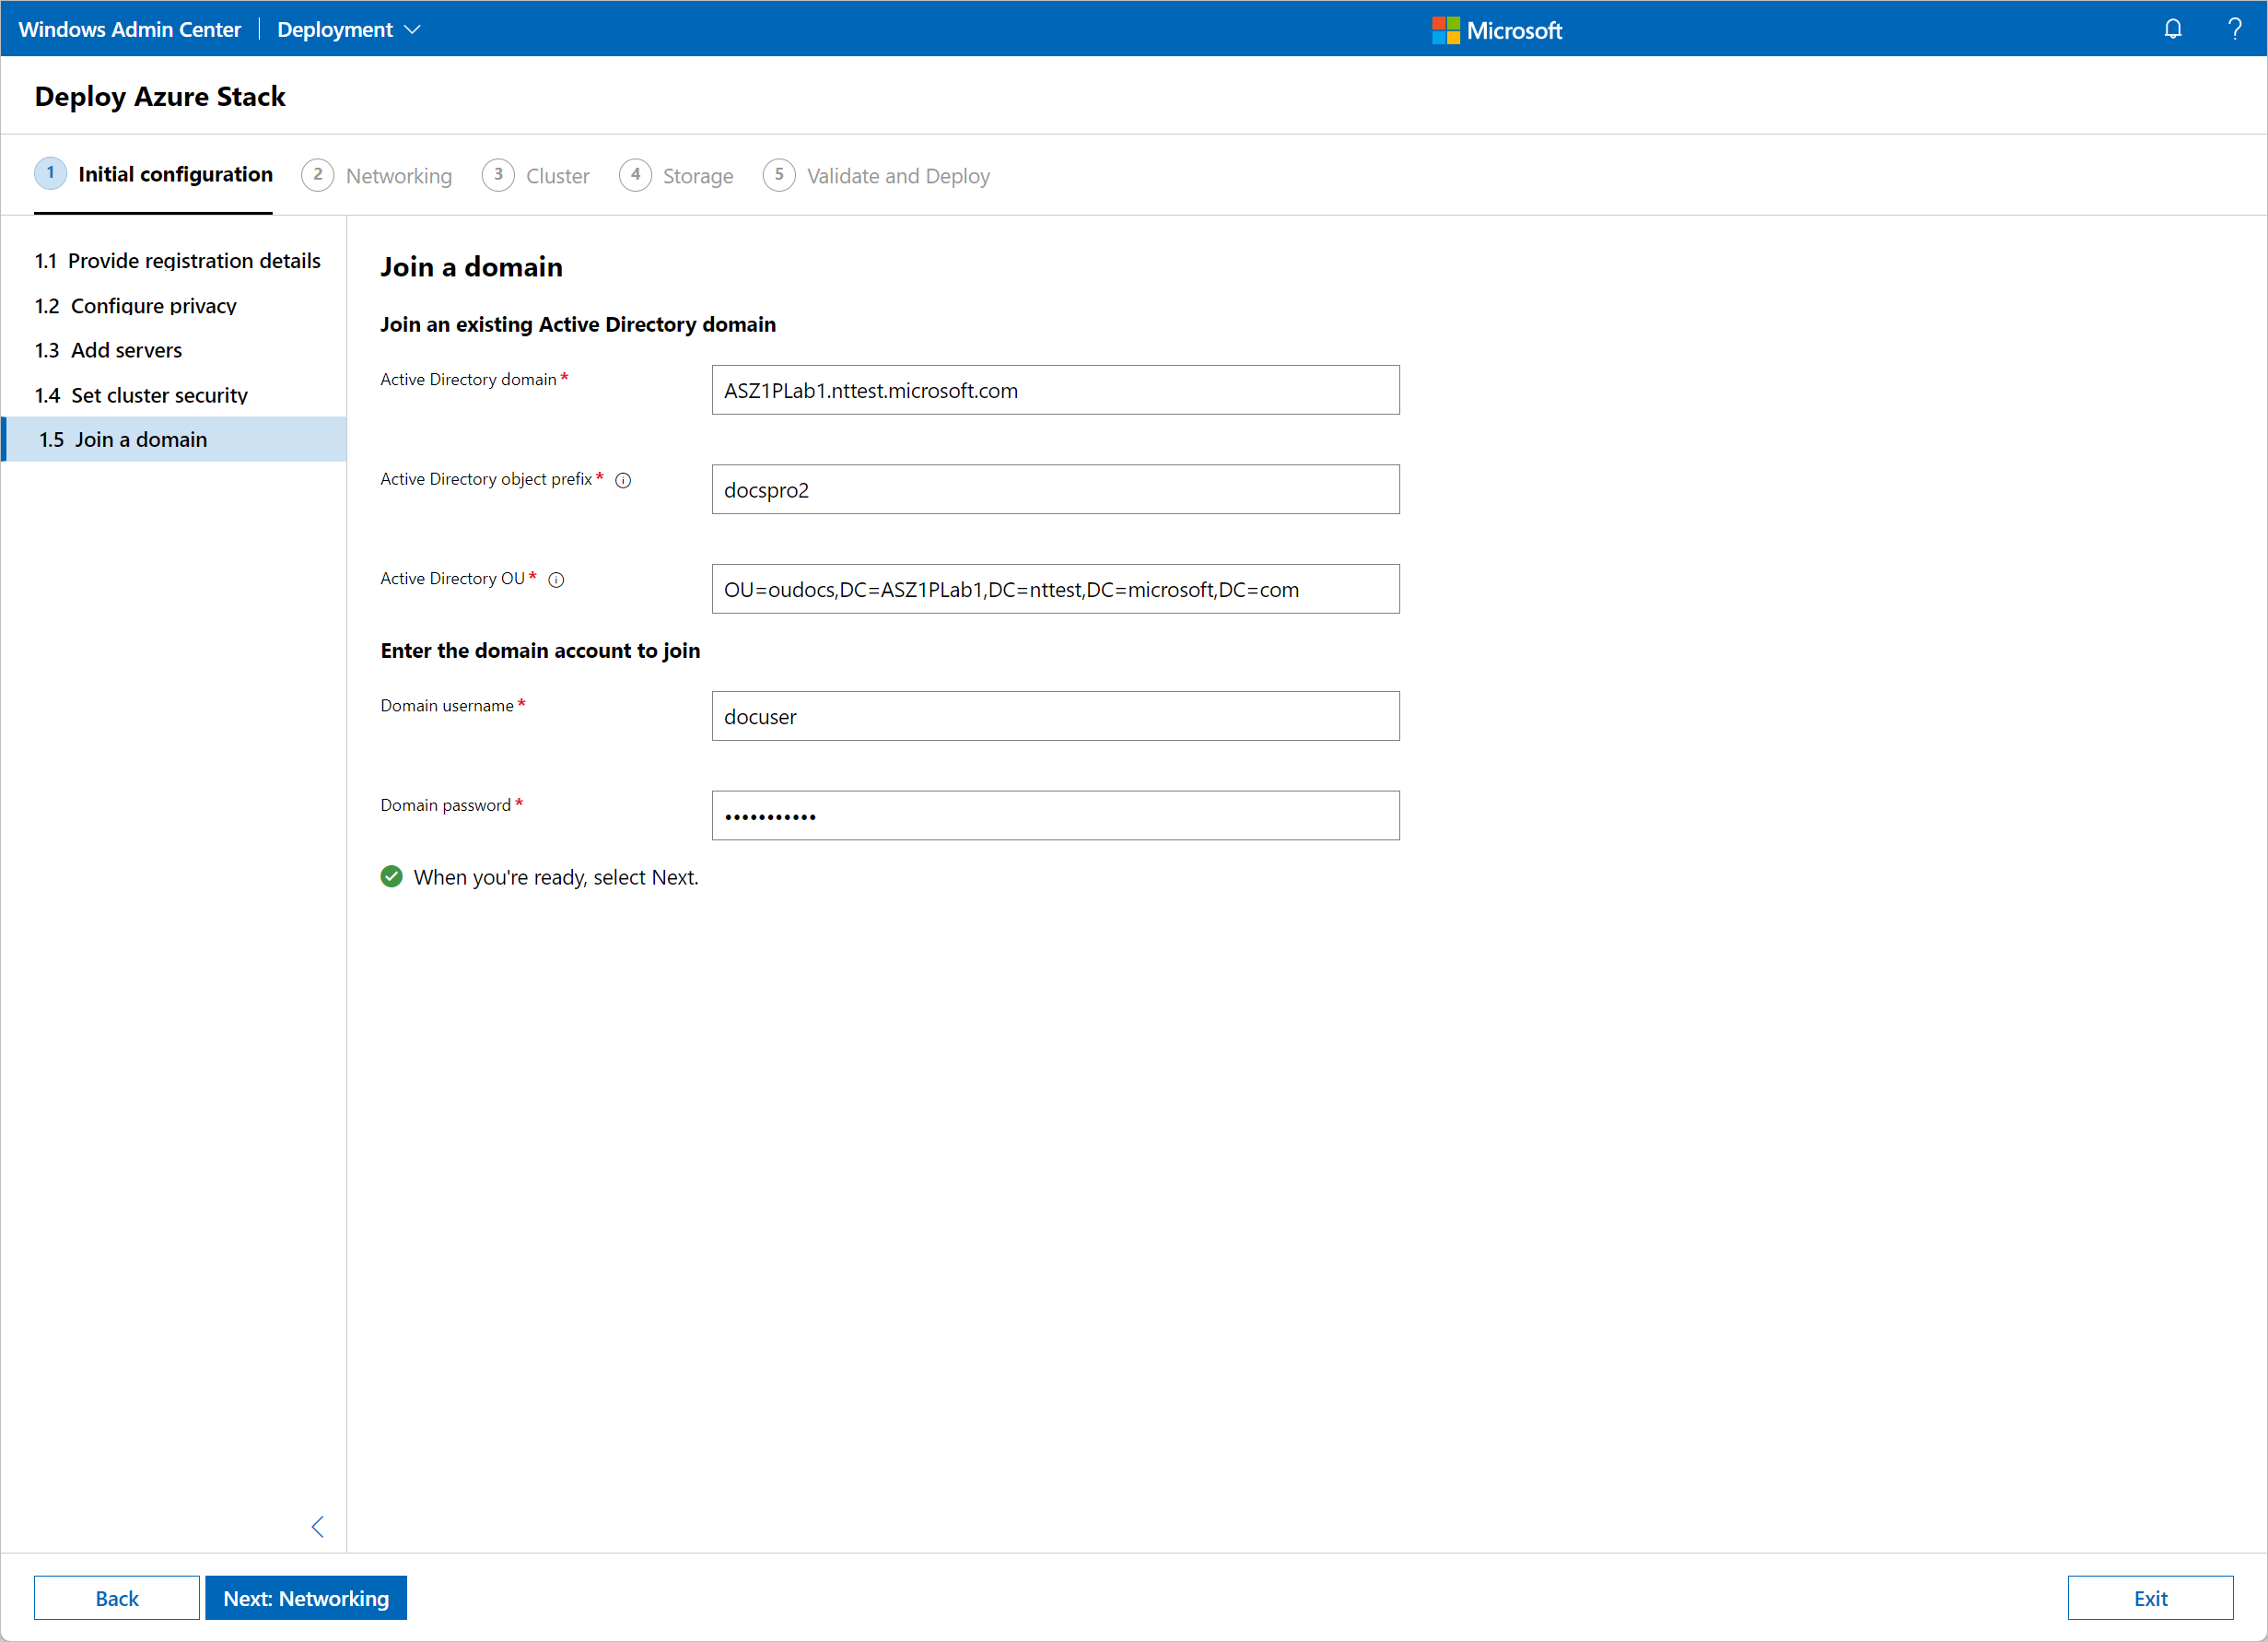 Windows Admin Center Deployment Microsoft ?
Deploy Azure Stack
1 Initial configuration 2 Networking 3 Cluster 4 Storage 5 Validate and Deploy
1.1 Provide registration details
1.2 Configure privacy
1.3 Add servers
1.4 Set cluster security
1.5 Join a domain
Join a domain
Join an existing Active Directory domain
Active Directory domain * ASZ1PLab1.nttest.microsoft.com
Active Directory object prefix * docspro2
Active Directory OU * OU=oudocs,DC=ASZ1PLab1,DC=nttest,DC=microsoft,DC=com
Enter the domain account to join
Domain username * docuser
Domain password * •••••••••••
When you're ready, select Next.
Back Next: Networking Exit